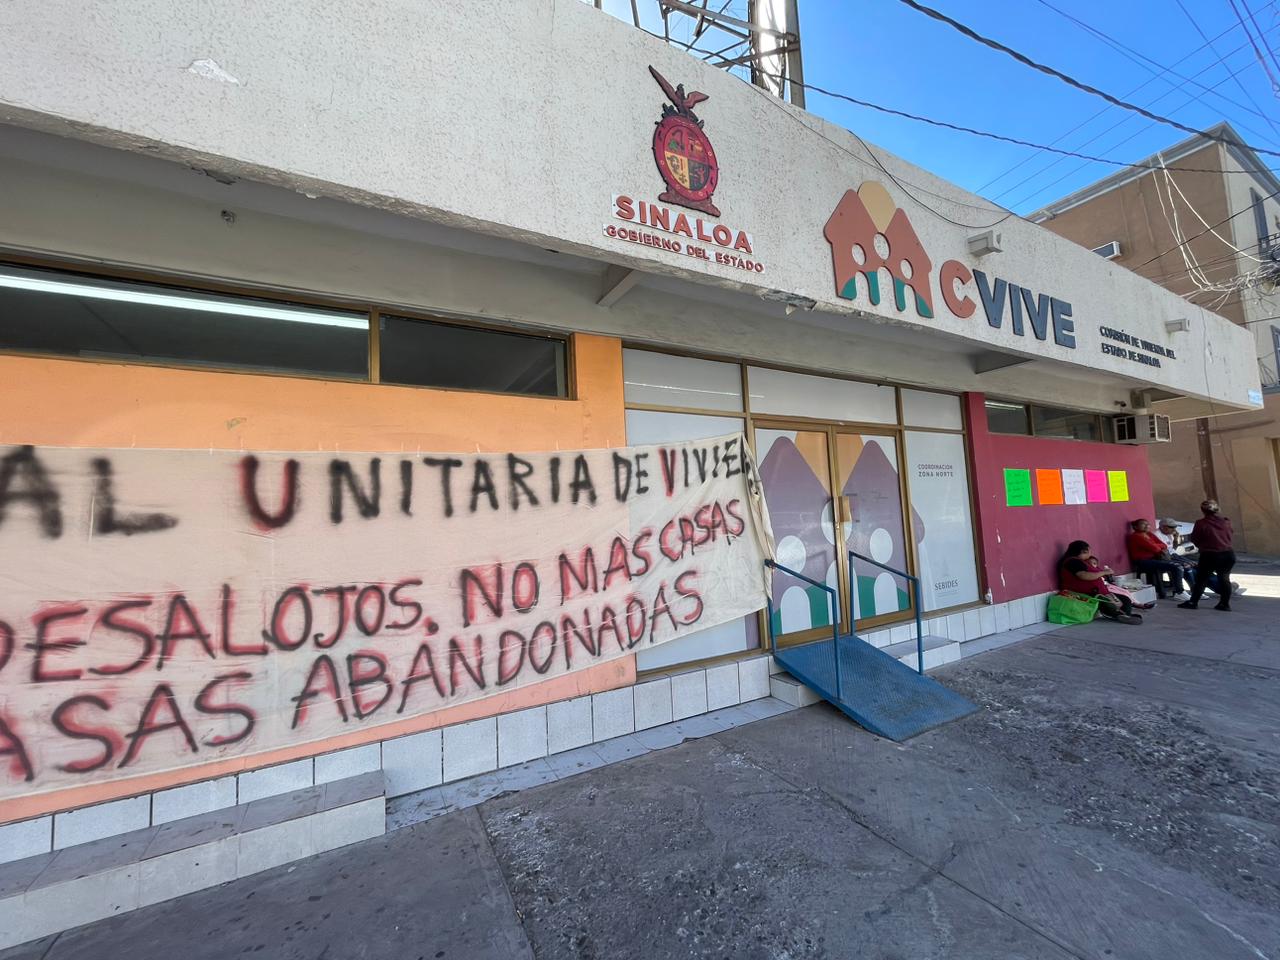 SINALOA
GOBIERNO DEL ESTADO
CVIVE
COMISIÓN DE VIVIENDA DEL
ESTADO DE SINALOA
AL UNITARIA DE VIVIE
DESALOJOS. NO MAS CASAS
ASAS ABANDONADAS
COORDINACIÓN
ZONA NORTE
SEBIDES